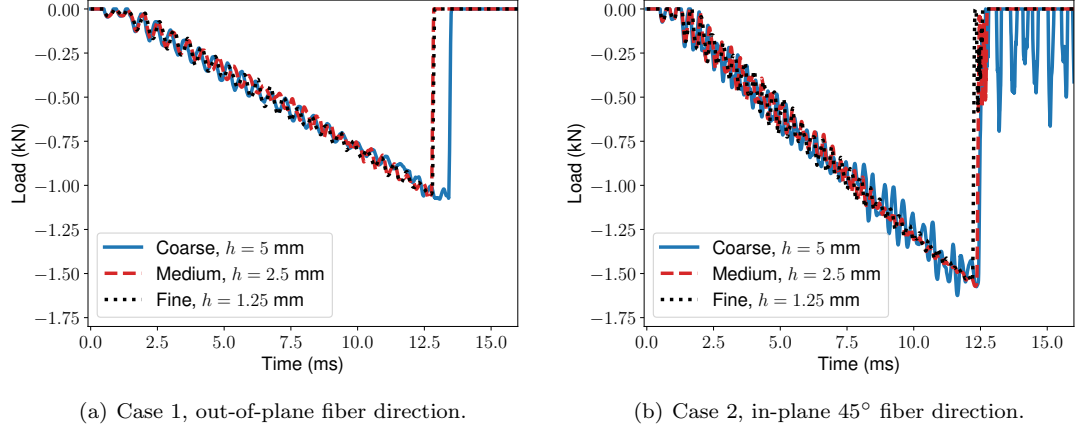 0.00
−0.25
−0.50
−0.75
−1.00
−1.25
−1.50
−1.75
Load (kN)
Coarse, h = 5 mm
Medium, h = 2.5 mm
Fine, h = 1.25 mm
0.0 2.5 5.0 7.5 10.0 12.5 15.0
Time (ms)
(a) Case 1, out-of-plane fiber direction.
0.00
−0.25
−0.50
−0.75
−1.00
−1.25
−1.50
−1.75
Load (kN)
Coarse, h = 5 mm
Medium, h = 2.5 mm
Fine, h = 1.25 mm
0.0 2.5 5.0 7.5 10.0 12.5 15.0
Time (ms)
(b) Case 2, in-plane 45° fiber direction.